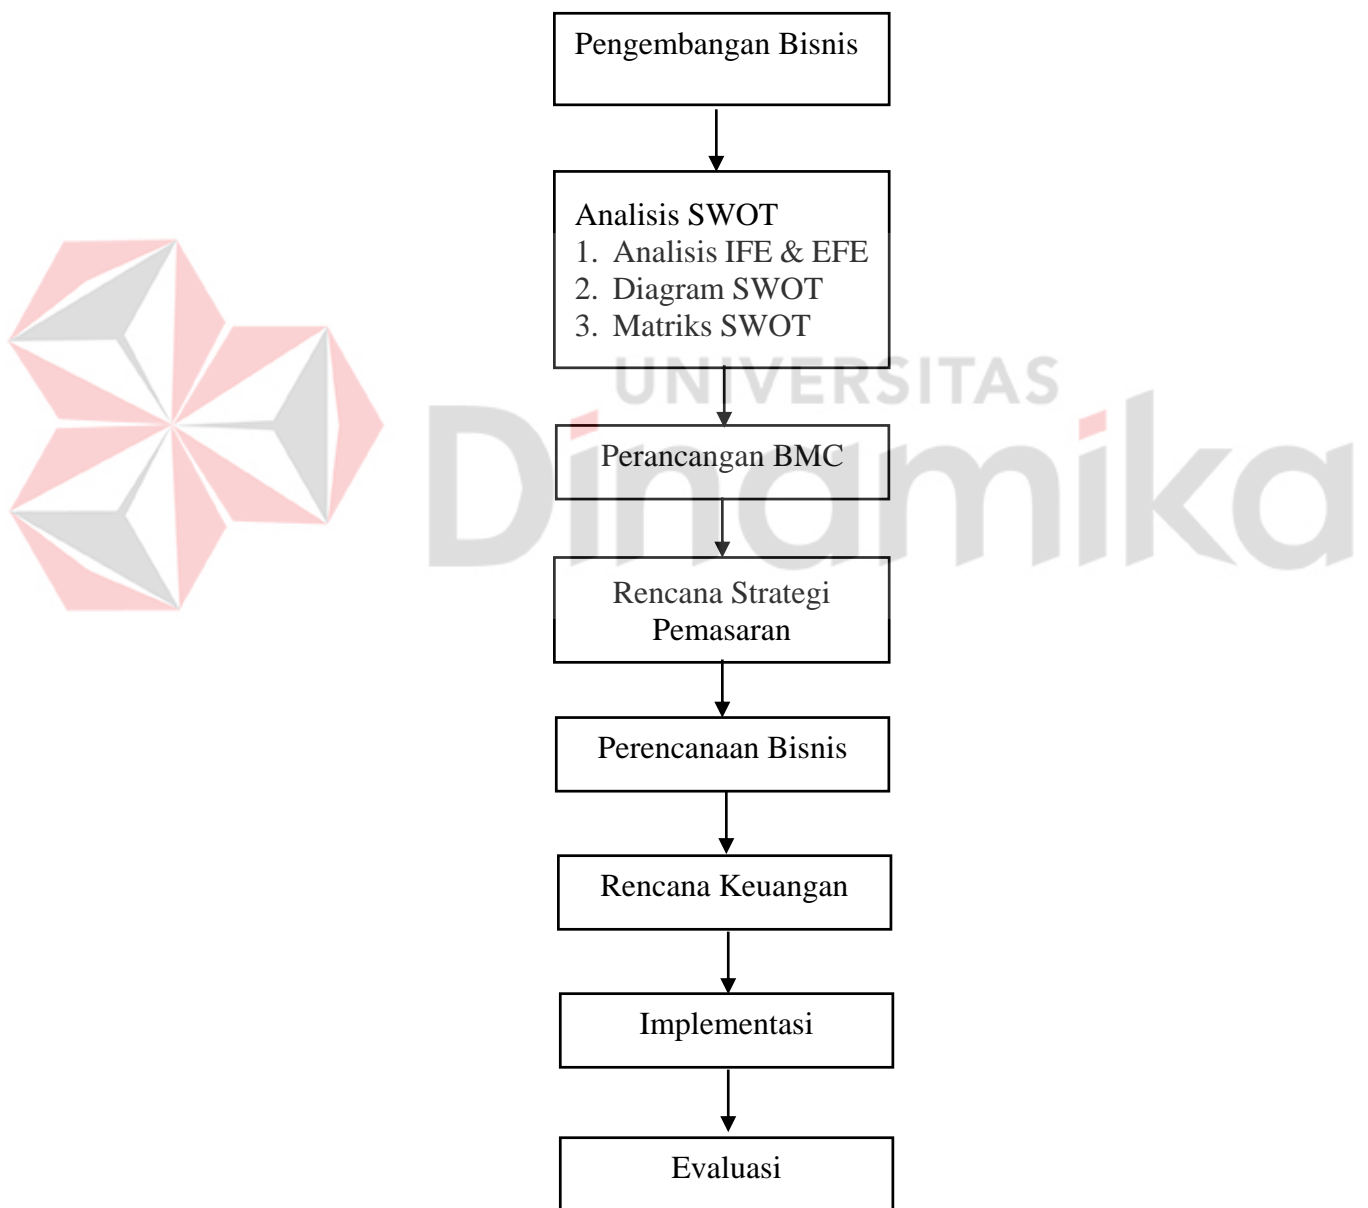 Pengembangan Bisnis
Analisis SWOT
1. Analisis IFE & EFE
2. Diagram SWOT
3. Matriks SWOT
UNIVERSITAS
Dinamika
Perancangan BMC
Rencana Strategi
Pemasaran
Perencanaan Bisnis
Rencana Keuangan
Implementasi
Evaluasi